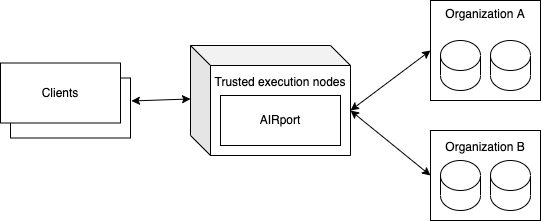 Organization A
Trusted execution nodes
Clients
AIRport
Organization B